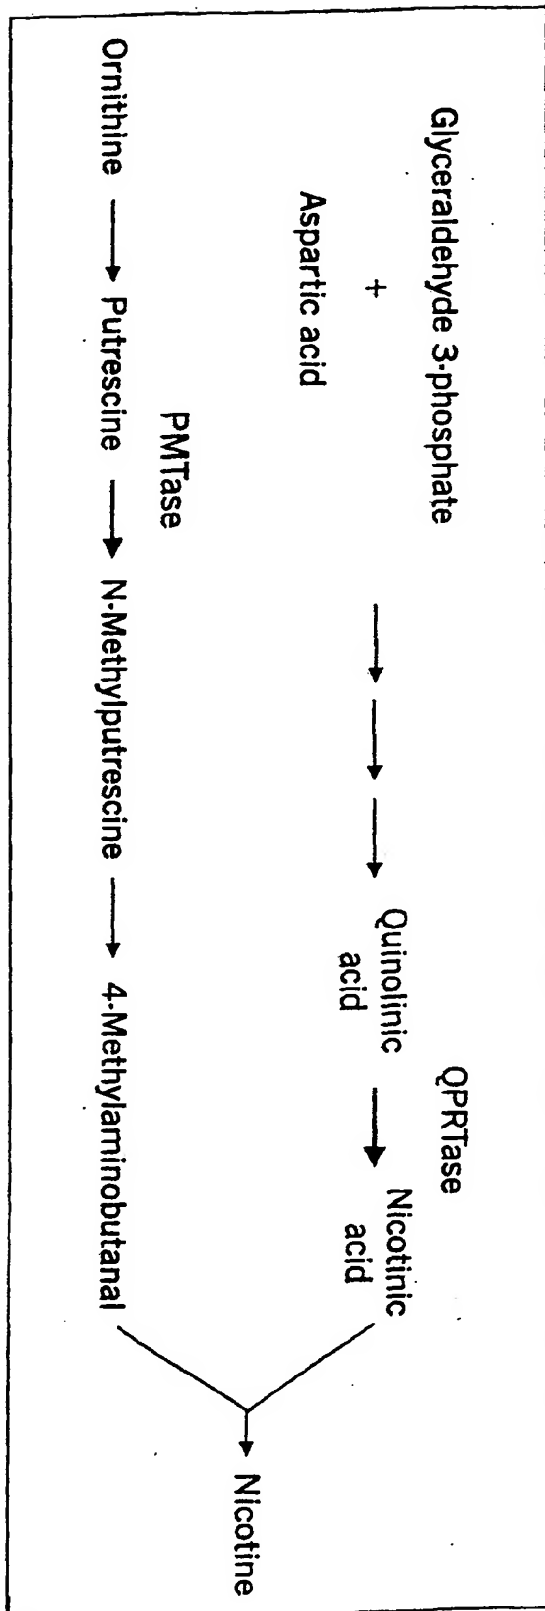 Glyceraldehyde 3-phosphate
+
Aspartic acid
Quinolinic
acid
QPRTase
Nicotinic
acid
PMTase
Ornithine
Putrescine
N-Methylputrescine
4-Methylaminobutanal
Nicotine